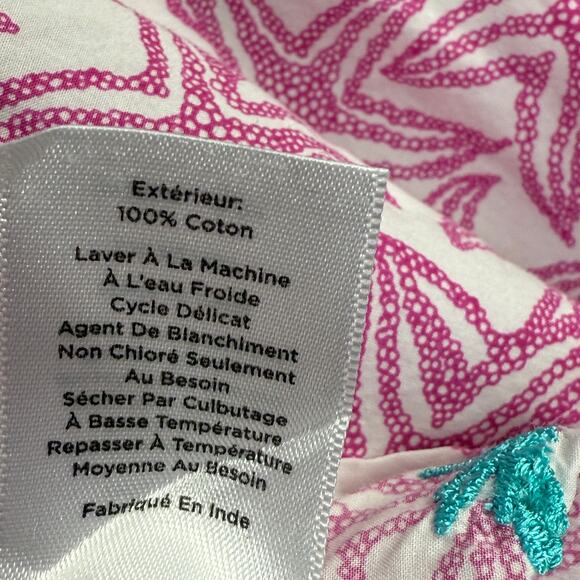 Extérieur:
100% Coton
Laver À La Machine
À L'eau Froide
Cycle Délicat
Agent De Blanchiment
Non Chloré Seulement
Au Besoin
Sécher Par Culbutage
À Basse Température
Repasser À Température
Moyenne Au Besoin
Fabriqué En Inde